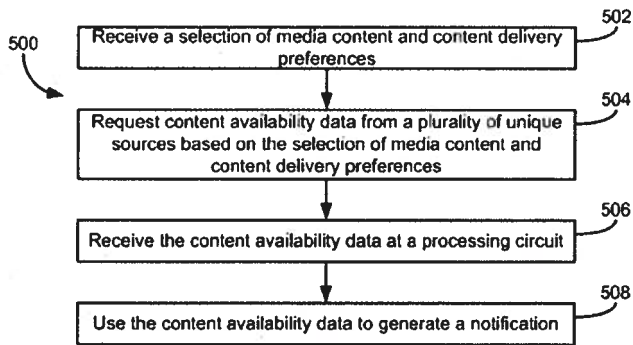 500
Receive a selection of media content and content delivery
preferences
502
Request content availability data from a plurality of unique
sources based on the selection of media content and
content delivery preferences
504
Receive the content availability data at a processing circuit
506
Use the content availability data to generate a notification
508